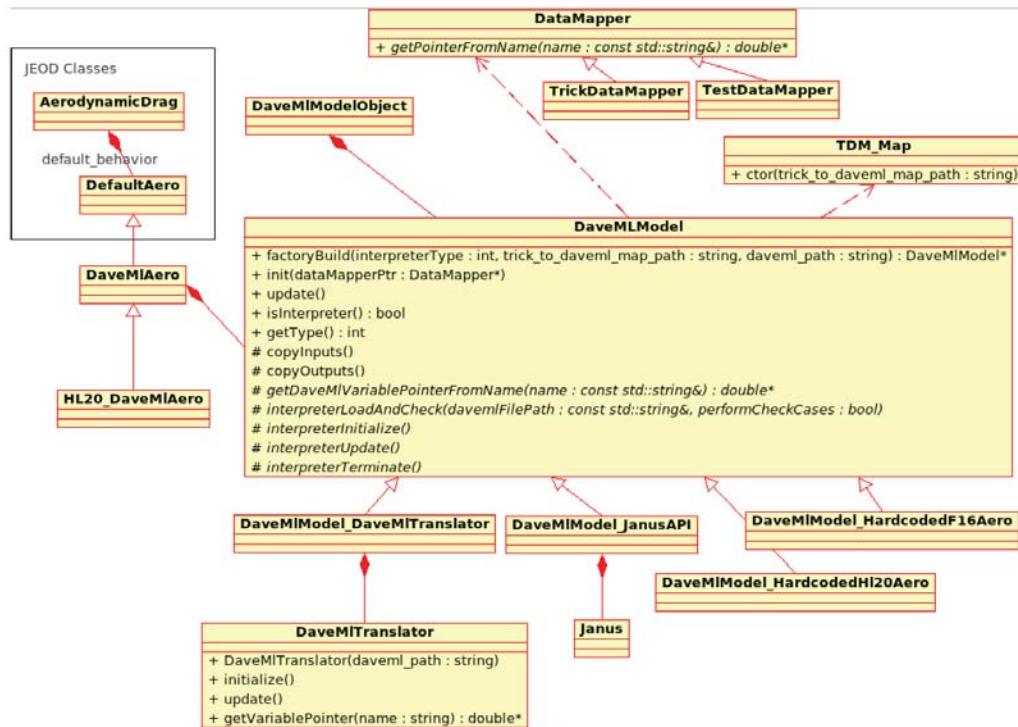 DataMapper
+ getPointerFromName(name : const std::string&) : double*
JEOD Classes
AerodynamicDrag
default_behavior
DefaultAero
DaveMlModelObject
TrickDataMapper
TestDataMapper
TDM_Map
+ ctor(trick_to_daveml_map_path : string)
DaveMlAero
HL20_DaveMlAero
DaveMLModel
+ factoryBuild(interpreterType : int, trick_to_daveml_map_path : string, daveml_path : string) : DaveMlModel*
+ init(dataMapperPtr : DataMapper*)
+ update()
+ isInterpreter() : bool
+ getType() : int
# copyInputs()
# copyOutputs()
# getDaveMlVariablePointerFromName(name : const std::string&) : double*
# interpreterLoadAndCheck(davemlFilePath : const std::string&, performCheckCases : bool)
# interpreterInitialize()
# interpreterUpdate()
# interpreterTerminate()
DaveMlModel_DaveMlTranslator
DaveMlModel_JanusAPI
DaveMlModel_HardcodedF16Aero
DaveMlModel_HardcodedHl20Aero
DaveMlTranslator
+ DaveMlTranslator(daveml_path : string)
+ initialize()
+ update()
+ getVariablePointer(name : string) : double*
Janus